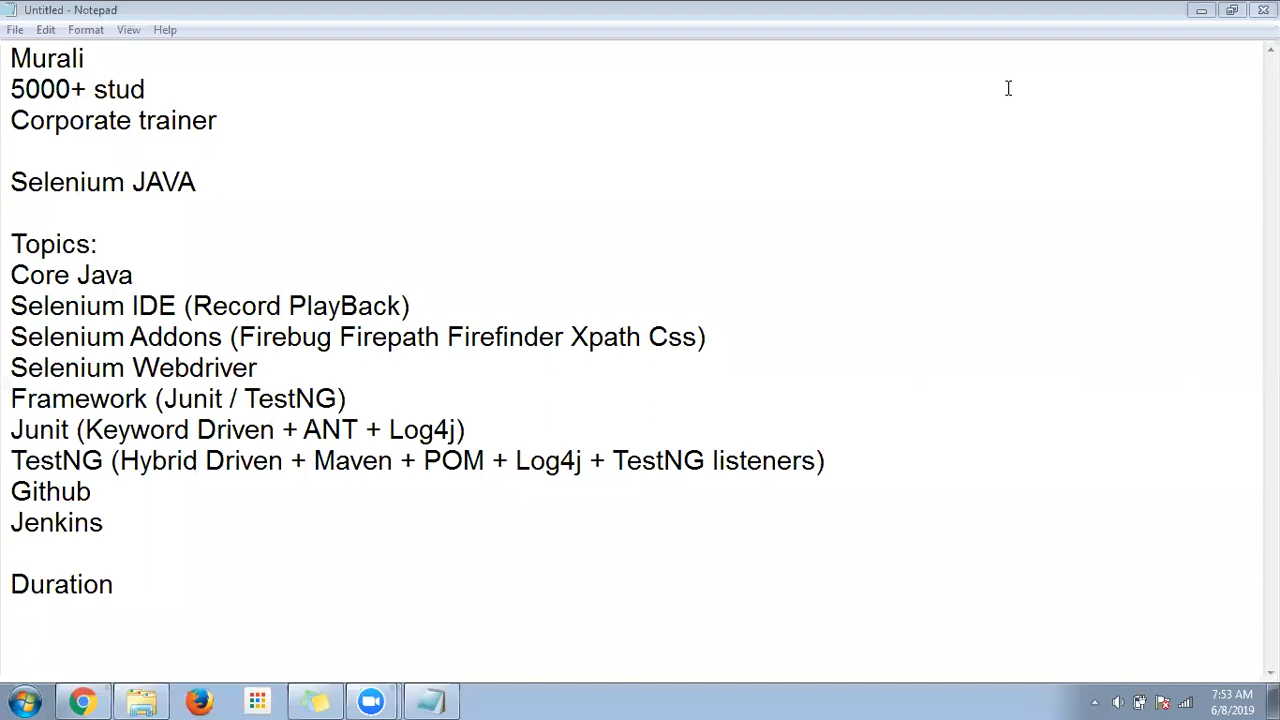 Untitled - Notepad
File Edit Format View Help
Murali
5000+ stud
Corporate trainer
Selenium JAVA
Topics:
Core Java
Selenium IDE (Record PlayBack)
Selenium Addons (Firebug Firepath Firefinder Xpath Css)
Selenium Webdriver
Framework (Junit / TestNG)
Junit (Keyword Driven + ANT + Log4j)
TestNG (Hybrid Driven + Maven + POM + Log4j + TestNG listeners)
Github
Jenkins
Duration
7:53 AM
6/8/2019